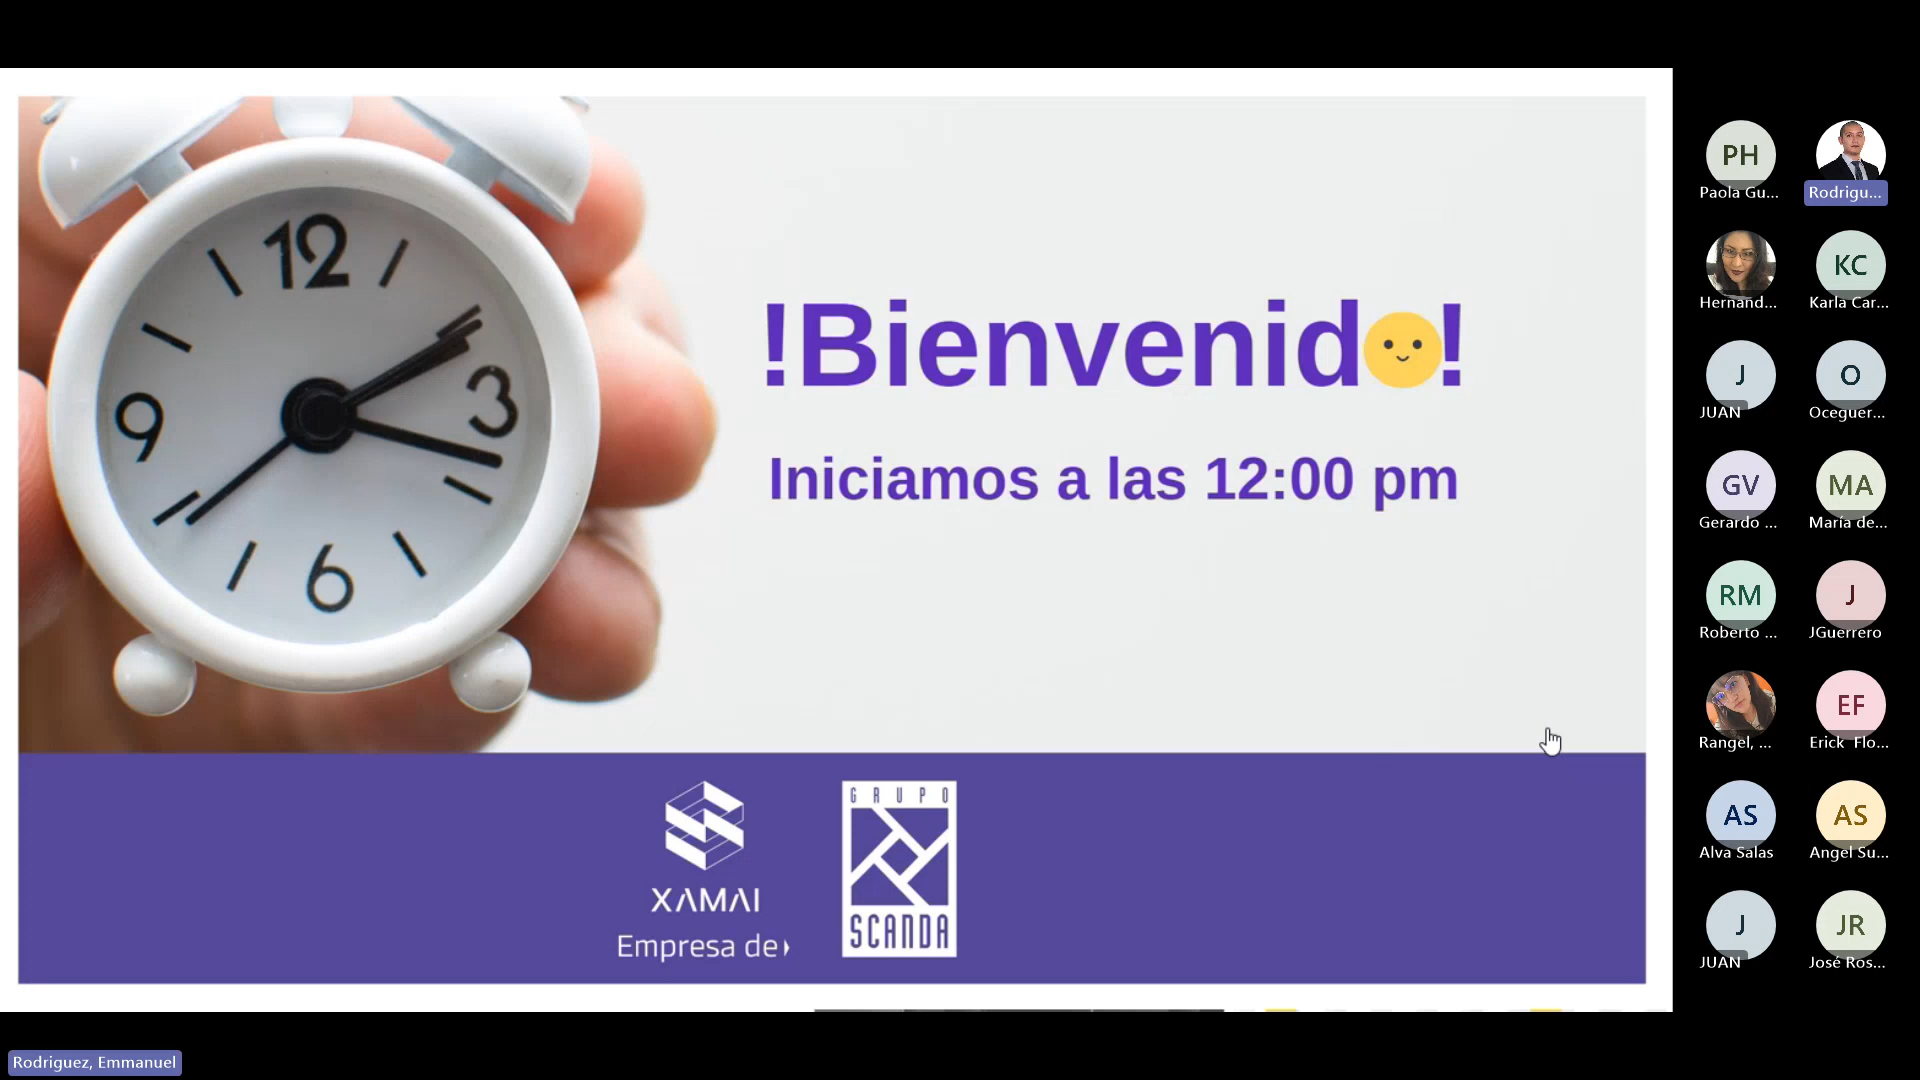 12
3
6
9
!Bienvenid🙂!
Iniciamos a las 12:00 pm
XAMAI
Empresa de
GRUPO
SCANDA
PH
Paola Gu...
Rodrigu...
Hernand...
KC
Karla Car...
J
JUAN
O
Oceguer...
GV
Gerardo ...
MA
María de...
RM
Roberto ...
J
JGuerrero
Rangel, ...
EF
Erick Flo...
AS
Alva Salas
AS
Angel Su...
J
JUAN
JR
José Ros...
Rodriguez, Emmanuel